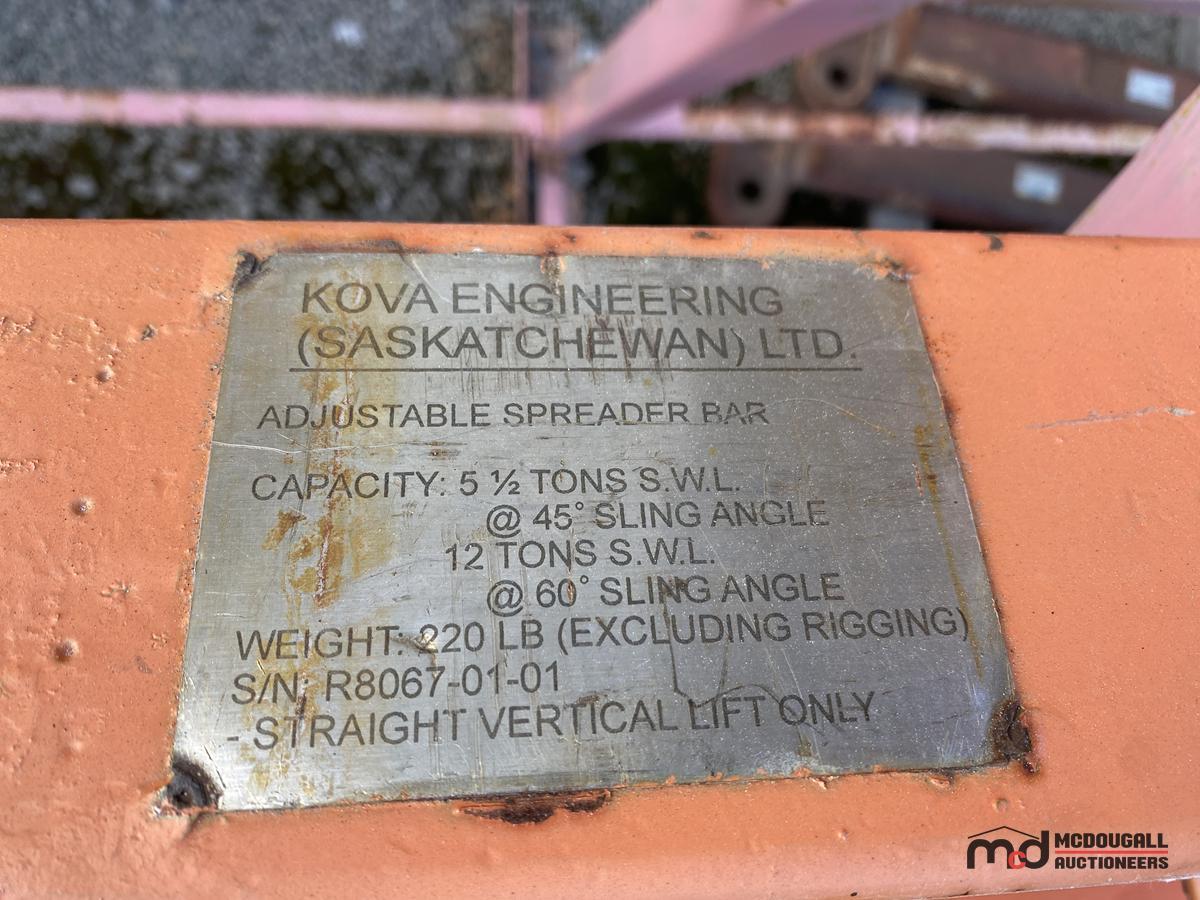 KOVA ENGINEERING
(SASKATCHEWAN) LTD.
ADJUSTABLE SPREADER BAR
CAPACITY: 5 ½ TONS S.W.L.
@ 45° SLING ANGLE
12 TONS S.W.L.
@ 60° SLING ANGLE
WEIGHT: 220 LB (EXCLUDING RIGGING)
S/N: R8067-01-01
- STRAIGHT VERTICAL LIFT ONLY
mcd MCDOUGALL
AUCTIONEERS